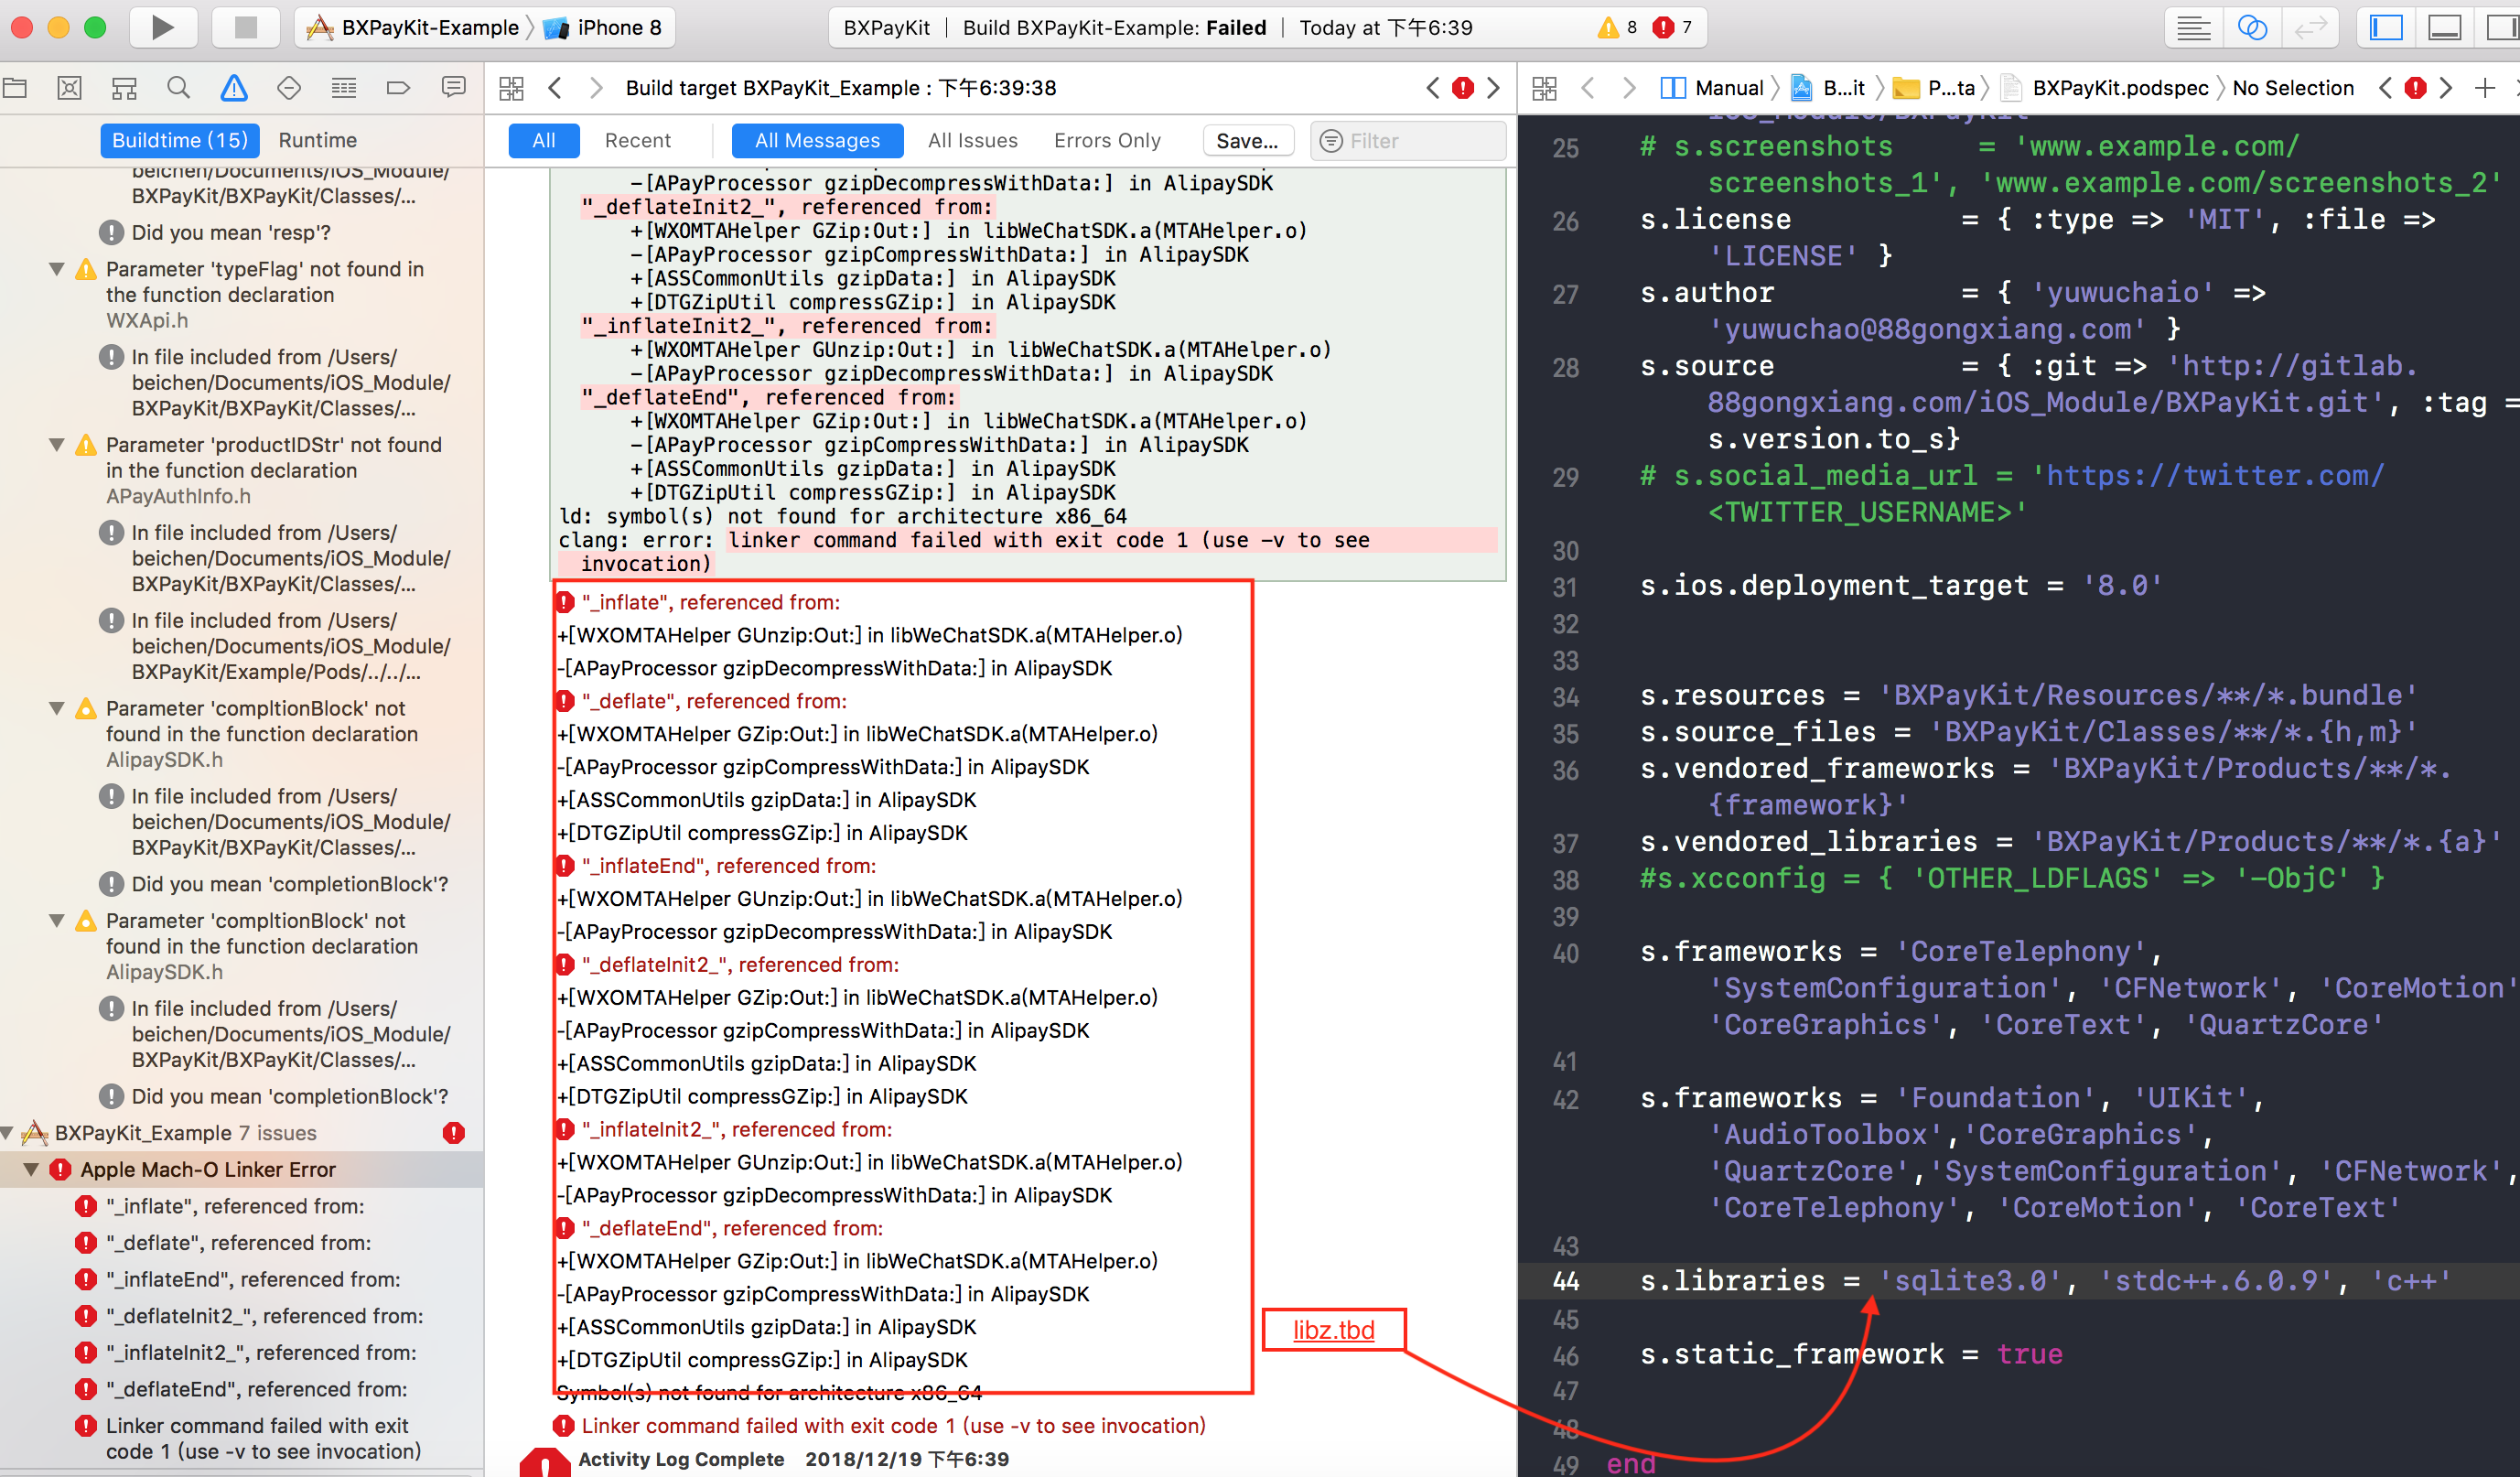 BXPayKit-Example 〉 iPhone 8
BXPayKit | Build BXPayKit-Example: Failed | Today at 下午6:39
8
7
Build target BXPayKit_Example : 下午6:39:38
Manual 〉 B...it 〉 P...ta 〉 BXPayKit.podspec 〉 No Selection
Buildtime (15)
Runtime
All
Recent
All Messages
All Issues
Errors Only
Save...
Filter
beichen/Documents/iOS_Module/
BXPayKit/BXPayKit/Classes/...
Did you mean 'resp'?
Parameter 'typeFlag' not found in
the function declaration
WXApi.h
In file included from /Users/
beichen/Documents/iOS_Module/
BXPayKit/BXPayKit/Classes/...
Parameter 'productIDStr' not found
in the function declaration
APayAuthInfo.h
In file included from /Users/
beichen/Documents/iOS_Module/
BXPayKit/BXPayKit/Classes/...
In file included from /Users/
beichen/Documents/iOS_Module/
BXPayKit/Example/Pods/../../...
Parameter 'compltionBlock' not
found in the function declaration
AlipaySDK.h
In file included from /Users/
beichen/Documents/iOS_Module/
BXPayKit/BXPayKit/Classes/...
Did you mean 'completionBlock'?
Parameter 'compltionBlock' not
found in the function declaration
AlipaySDK.h
In file included from /Users/
beichen/Documents/iOS_Module/
BXPayKit/BXPayKit/Classes/...
Did you mean 'completionBlock'?
BXPayKit_Example 7 issues
Apple Mach-O Linker Error
"_inflate", referenced from:
"_deflate", referenced from:
"_inflateEnd", referenced from:
"_deflateInit2_", referenced from:
"_inflateInit2_", referenced from:
"_deflateEnd", referenced from:
Linker command failed with exit
code 1 (use -v to see invocation)
-[APayProcessor gzipDecompressWithData:] in AlipaySDK
"_deflateInit2_", referenced from:
+[WXOMTAHelper GZip:Out:] in libWeChatSDK.a(MTAHelper.o)
-[APayProcessor gzipCompressWithData:] in AlipaySDK
+[ASSCommonUtils gzipData:] in AlipaySDK
+[DTGZipUtil compressGZip:] in AlipaySDK
"_inflateInit2_", referenced from:
+[WXOMTAHelper GUnzip:Out:] in libWeChatSDK.a(MTAHelper.o)
-[APayProcessor gzipDecompressWithData:] in AlipaySDK
"_deflateEnd", referenced from:
+[WXOMTAHelper GZip:Out:] in libWeChatSDK.a(MTAHelper.o)
-[APayProcessor gzipCompressWithData:] in AlipaySDK
+[ASSCommonUtils gzipData:] in AlipaySDK
+[DTGZipUtil compressGZip:] in AlipaySDK
ld: symbol(s) not found for architecture x86_64
clang: error: linker command failed with exit code 1 (use -v to see
invocation)
"_inflate", referenced from:
+[WXOMTAHelper GUnzip:Out:] in libWeChatSDK.a(MTAHelper.o)
-[APayProcessor gzipDecompressWithData:] in AlipaySDK
"_deflate", referenced from:
+[WXOMTAHelper GZip:Out:] in libWeChatSDK.a(MTAHelper.o)
-[APayProcessor gzipCompressWithData:] in AlipaySDK
+[ASSCommonUtils gzipData:] in AlipaySDK
+[DTGZipUtil compressGZip:] in AlipaySDK
"_inflateEnd", referenced from:
+[WXOMTAHelper GUnzip:Out:] in libWeChatSDK.a(MTAHelper.o)
-[APayProcessor gzipDecompressWithData:] in AlipaySDK
"_deflateInit2_", referenced from:
+[WXOMTAHelper GZip:Out:] in libWeChatSDK.a(MTAHelper.o)
-[APayProcessor gzipCompressWithData:] in AlipaySDK
+[ASSCommonUtils gzipData:] in AlipaySDK
+[DTGZipUtil compressGZip:] in AlipaySDK
"_inflateInit2_", referenced from:
+[WXOMTAHelper GUnzip:Out:] in libWeChatSDK.a(MTAHelper.o)
-[APayProcessor gzipDecompressWithData:] in AlipaySDK
"_deflateEnd", referenced from:
+[WXOMTAHelper GZip:Out:] in libWeChatSDK.a(MTAHelper.o)
-[APayProcessor gzipCompressWithData:] in AlipaySDK
+[ASSCommonUtils gzipData:] in AlipaySDK
+[DTGZipUtil compressGZip:] in AlipaySDK
Symbol(s) not found for architecture x86_64
Linker command failed with exit code 1 (use -v to see invocation)
Activity Log Complete 2018/12/19 下午6:39
libz.tbd
iOS_Module/BXPayKit
25 # s.screenshots = 'www.example.com/
screenshots_1', 'www.example.com/screenshots_2'
26 s.license = { :type => 'MIT', :file =>
'LICENSE' }
27 s.author = { 'yuwuchaio' =>
'yuwuchao@88gongxiang.com' }
28 s.source = { :git => 'http://gitlab.
88gongxiang.com/iOS_Module/BXPayKit.git', :tag =
s.version.to_s}
29 # s.social_media_url = 'https://twitter.com/
<TWITTER_USERNAME>'
30
31 s.ios.deployment_target = '8.0'
32
33
34 s.resources = 'BXPayKit/Resources/**/*.bundle'
35 s.source_files = 'BXPayKit/Classes/**/*.{h,m}'
36 s.vendored_frameworks = 'BXPayKit/Products/**/*.
{framework}'
37 s.vendored_libraries = 'BXPayKit/Products/**/*.{a}'
38 #s.xcconfig = { 'OTHER_LDFLAGS' => '-ObjC' }
39
40 s.frameworks = 'CoreTelephony',
'SystemConfiguration', 'CFNetwork', 'CoreMotion'
'CoreGraphics', 'CoreText', 'QuartzCore'
41
42 s.frameworks = 'Foundation', 'UIKit',
'AudioToolbox','CoreGraphics',
'QuartzCore','SystemConfiguration', 'CFNetwork',
'CoreTelephony', 'CoreMotion', 'CoreText'
43
44 s.libraries = 'sqlite3.0', 'stdc++.6.0.9', 'c++'
45
46 s.static_framework = true
47
48
49 end